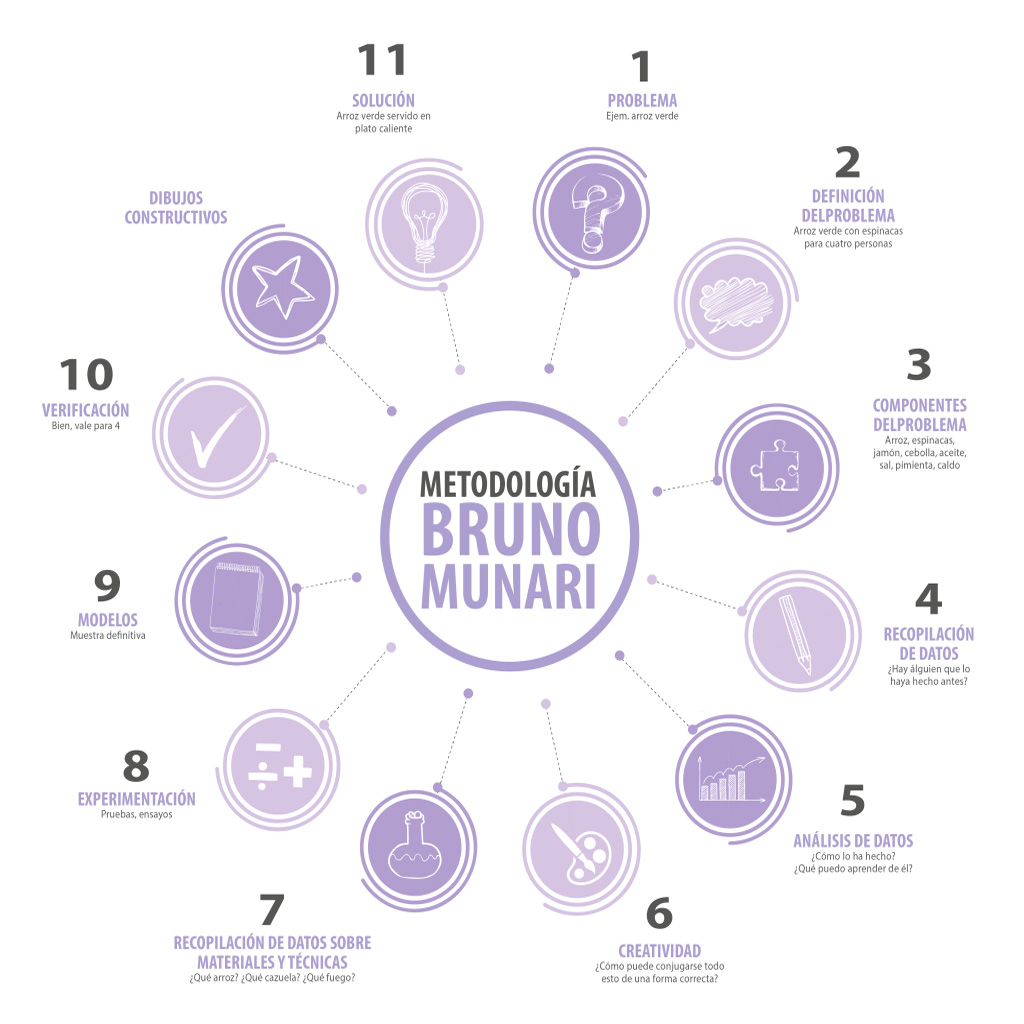 METODOLOGÍA
BRUNO
MUNARI
1
PROBLEMA
Ejem. arroz verde
2
DEFINICIÓN
DELPROBLEMA
Arroz verde con espinacas
para cuatro personas
3
COMPONENTES
DELPROBLEMA
Arroz, espinacas,
jamón, cebolla, aceite,
sal, pimienta, caldo
4
RECOPILACIÓN
DE DATOS
¿Hay álguien que lo
haya hecho antes?
5
ANÁLISIS DE DATOS
¿Cómo lo ha hecho?
¿Qué puedo aprender de él?
6
CREATIVIDAD
¿Cómo puede conjugarse todo
esto de una forma correcta?
7
RECOPILACIÓN DE DATOS SOBRE
MATERIALES Y TÉCNICAS
¿Qué arroz? ¿Qué cazuela? ¿Qué fuego?
8
EXPERIMENTACIÓN
Pruebas, ensayos
9
MODELOS
Muestra definitiva
10
VERIFICACIÓN
Bien, vale para 4
DIBUJOS
CONSTRUCTIVOS
11
SOLUCIÓN
Arroz verde servido en
plato caliente